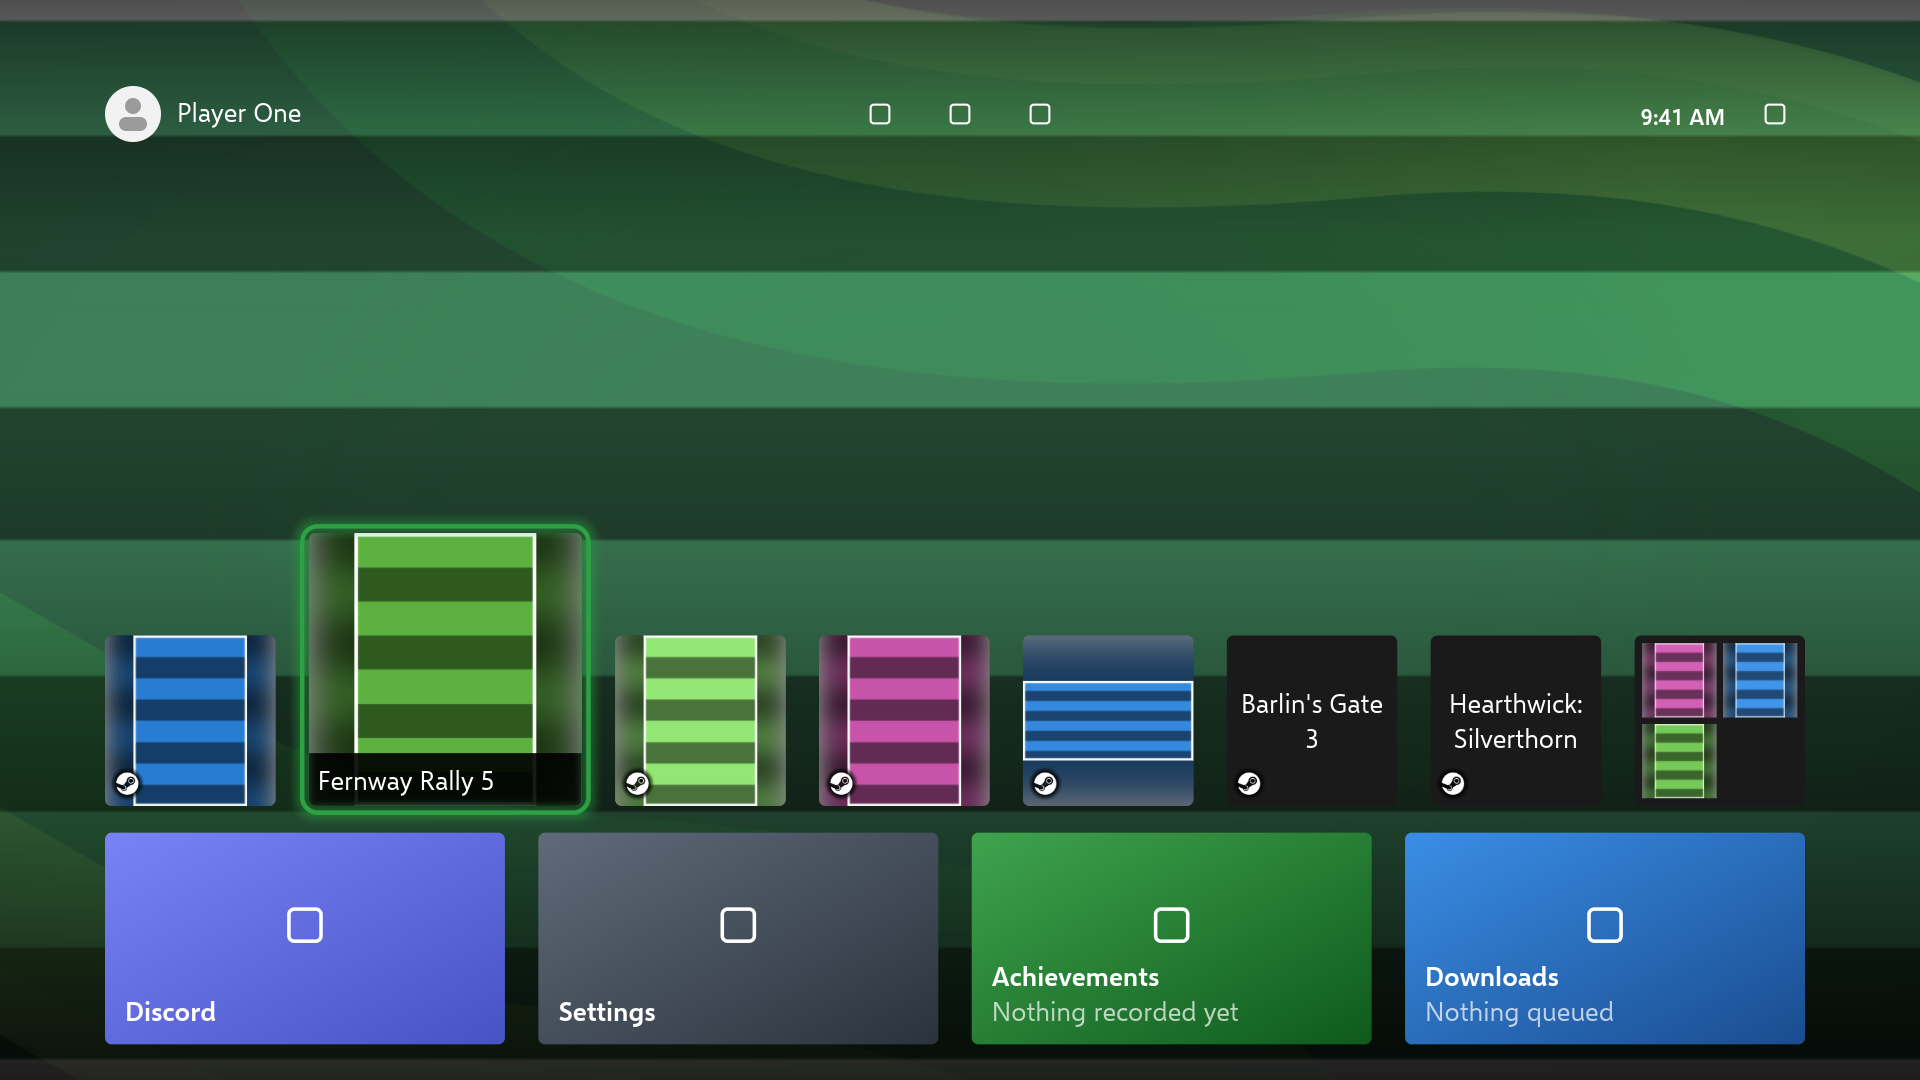 Player One
9:41 AM
Fernway Rally 5
Barlin's Gate
3
Hearthwick:
Silverthorn
Discord
Settings
Achievements
Nothing recorded yet
Downloads
Nothing queued